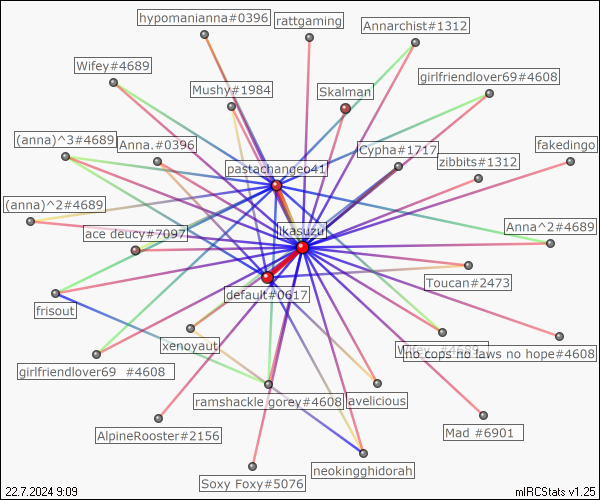 hypomanianna#0396
rattgaming
Annarchist#1312
Wifey#4689
girlfriendlover69#4608
Mushy#1984
Skalman
(anna)^3#4689
Anna.#0396
Cypha#1717
fakedingo
zibbits#1312
pastachangeo41
(anna)^2#4689
ace deucy#7097
Ikasuzu
Anna^2#4689
Toucan#2473
default#0617
frisout
xenoyaut
Wifey #4689
no cops no laws no hope#4608
girlfriendlover69 #4608
ramshackle gorey#4608
avelicious
AlpineRooster#2156
Mad #6901
neokingghidorah
Soxy Foxy#5076
22.7.2024 9:09
mIRCStats v1.25